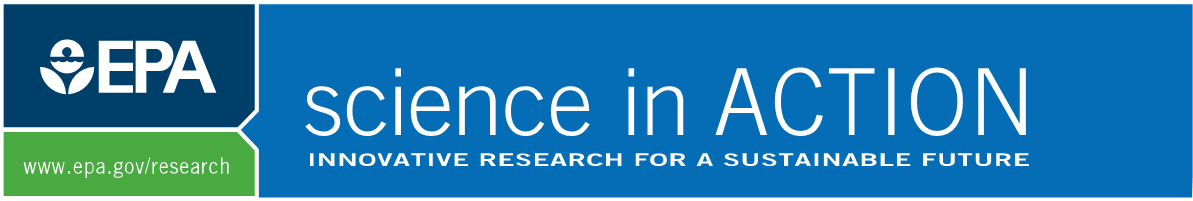 EPA
www.epa.gov/research
science in ACTION
INNOVATIVE RESEARCH FOR A SUSTAINABLE FUTURE